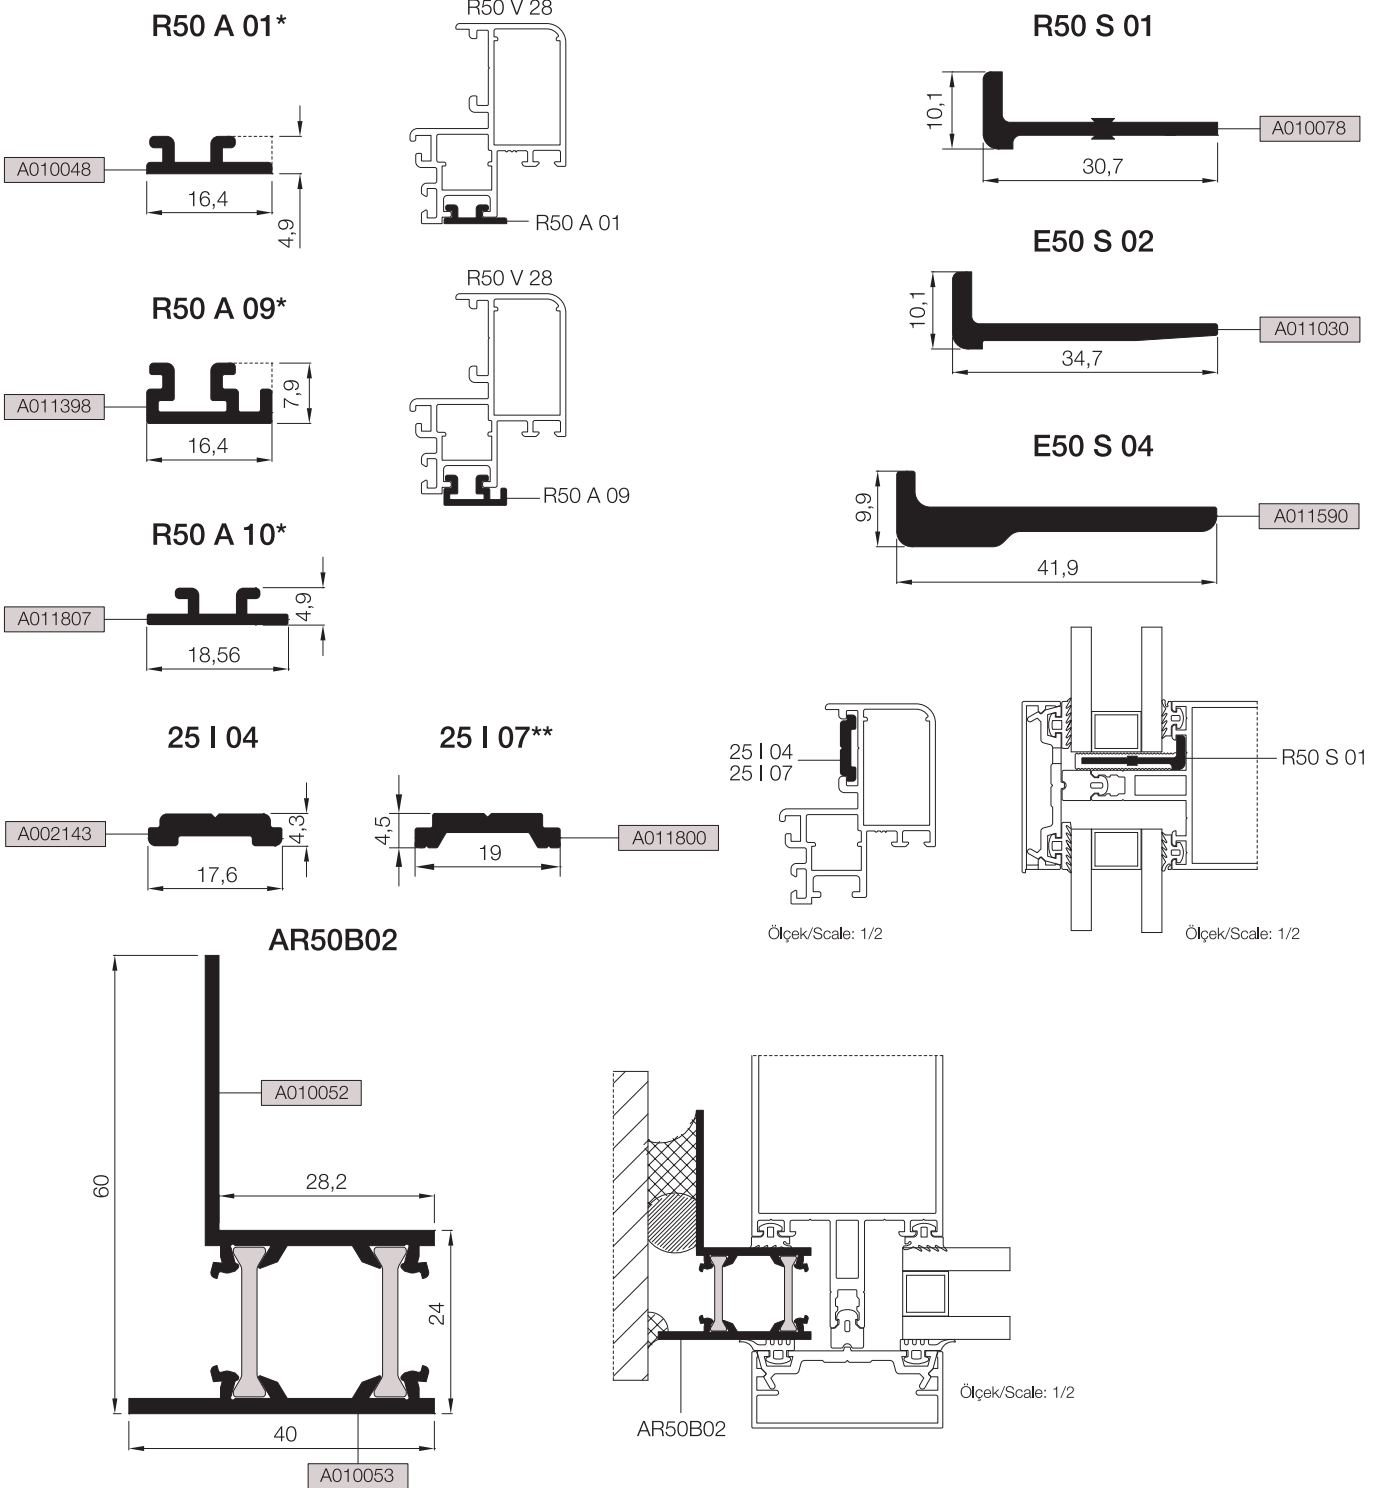 R50 A 01*
R50 V 28
R50 S 01
A010048
16,4
4,9
R50 A 01
10,1
30,7
A010078
E50 S 02
10,1
34,7
A011030
R50 A 09*
R50 V 28
A011398
16,4
7,9
R50 A 09
E50 S 04
9,9
41,9
A011590
R50 A 10*
A011807
18,56
4,9
25 I 04
25 I 07**
A002143
17,6
4,3
4,5
19
A011800
25 I 04
25 I 07
Ölçek/Scale: 1/2
R50 S 01
Ölçek/Scale: 1/2
AR50B02
A010052
60
28,2
24
40
A010053
AR50B02
Ölçek/Scale: 1/2